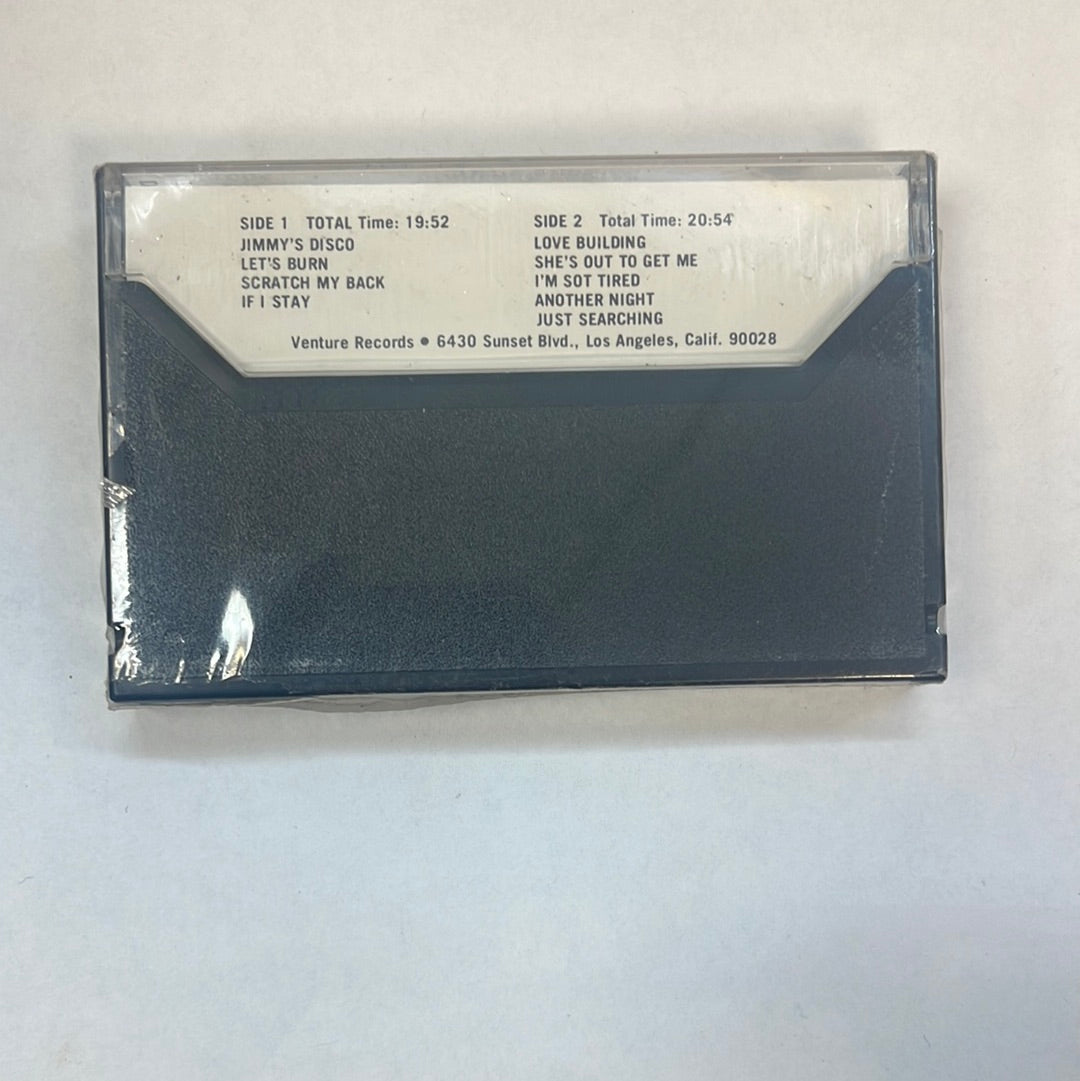 SIDE 1 TOTAL Time: 19:52
JIMMY'S DISCO
LET'S BURN
SCRATCH MY BACK
IF I STAY
SIDE 2 Total Time: 20:54
LOVE BUILDING
SHE'S OUT TO GET ME
I'M SOT TIRED
ANOTHER NIGHT
JUST SEARCHING
Venture Records • 6430 Sunset Blvd., Los Angeles, Calif. 90028